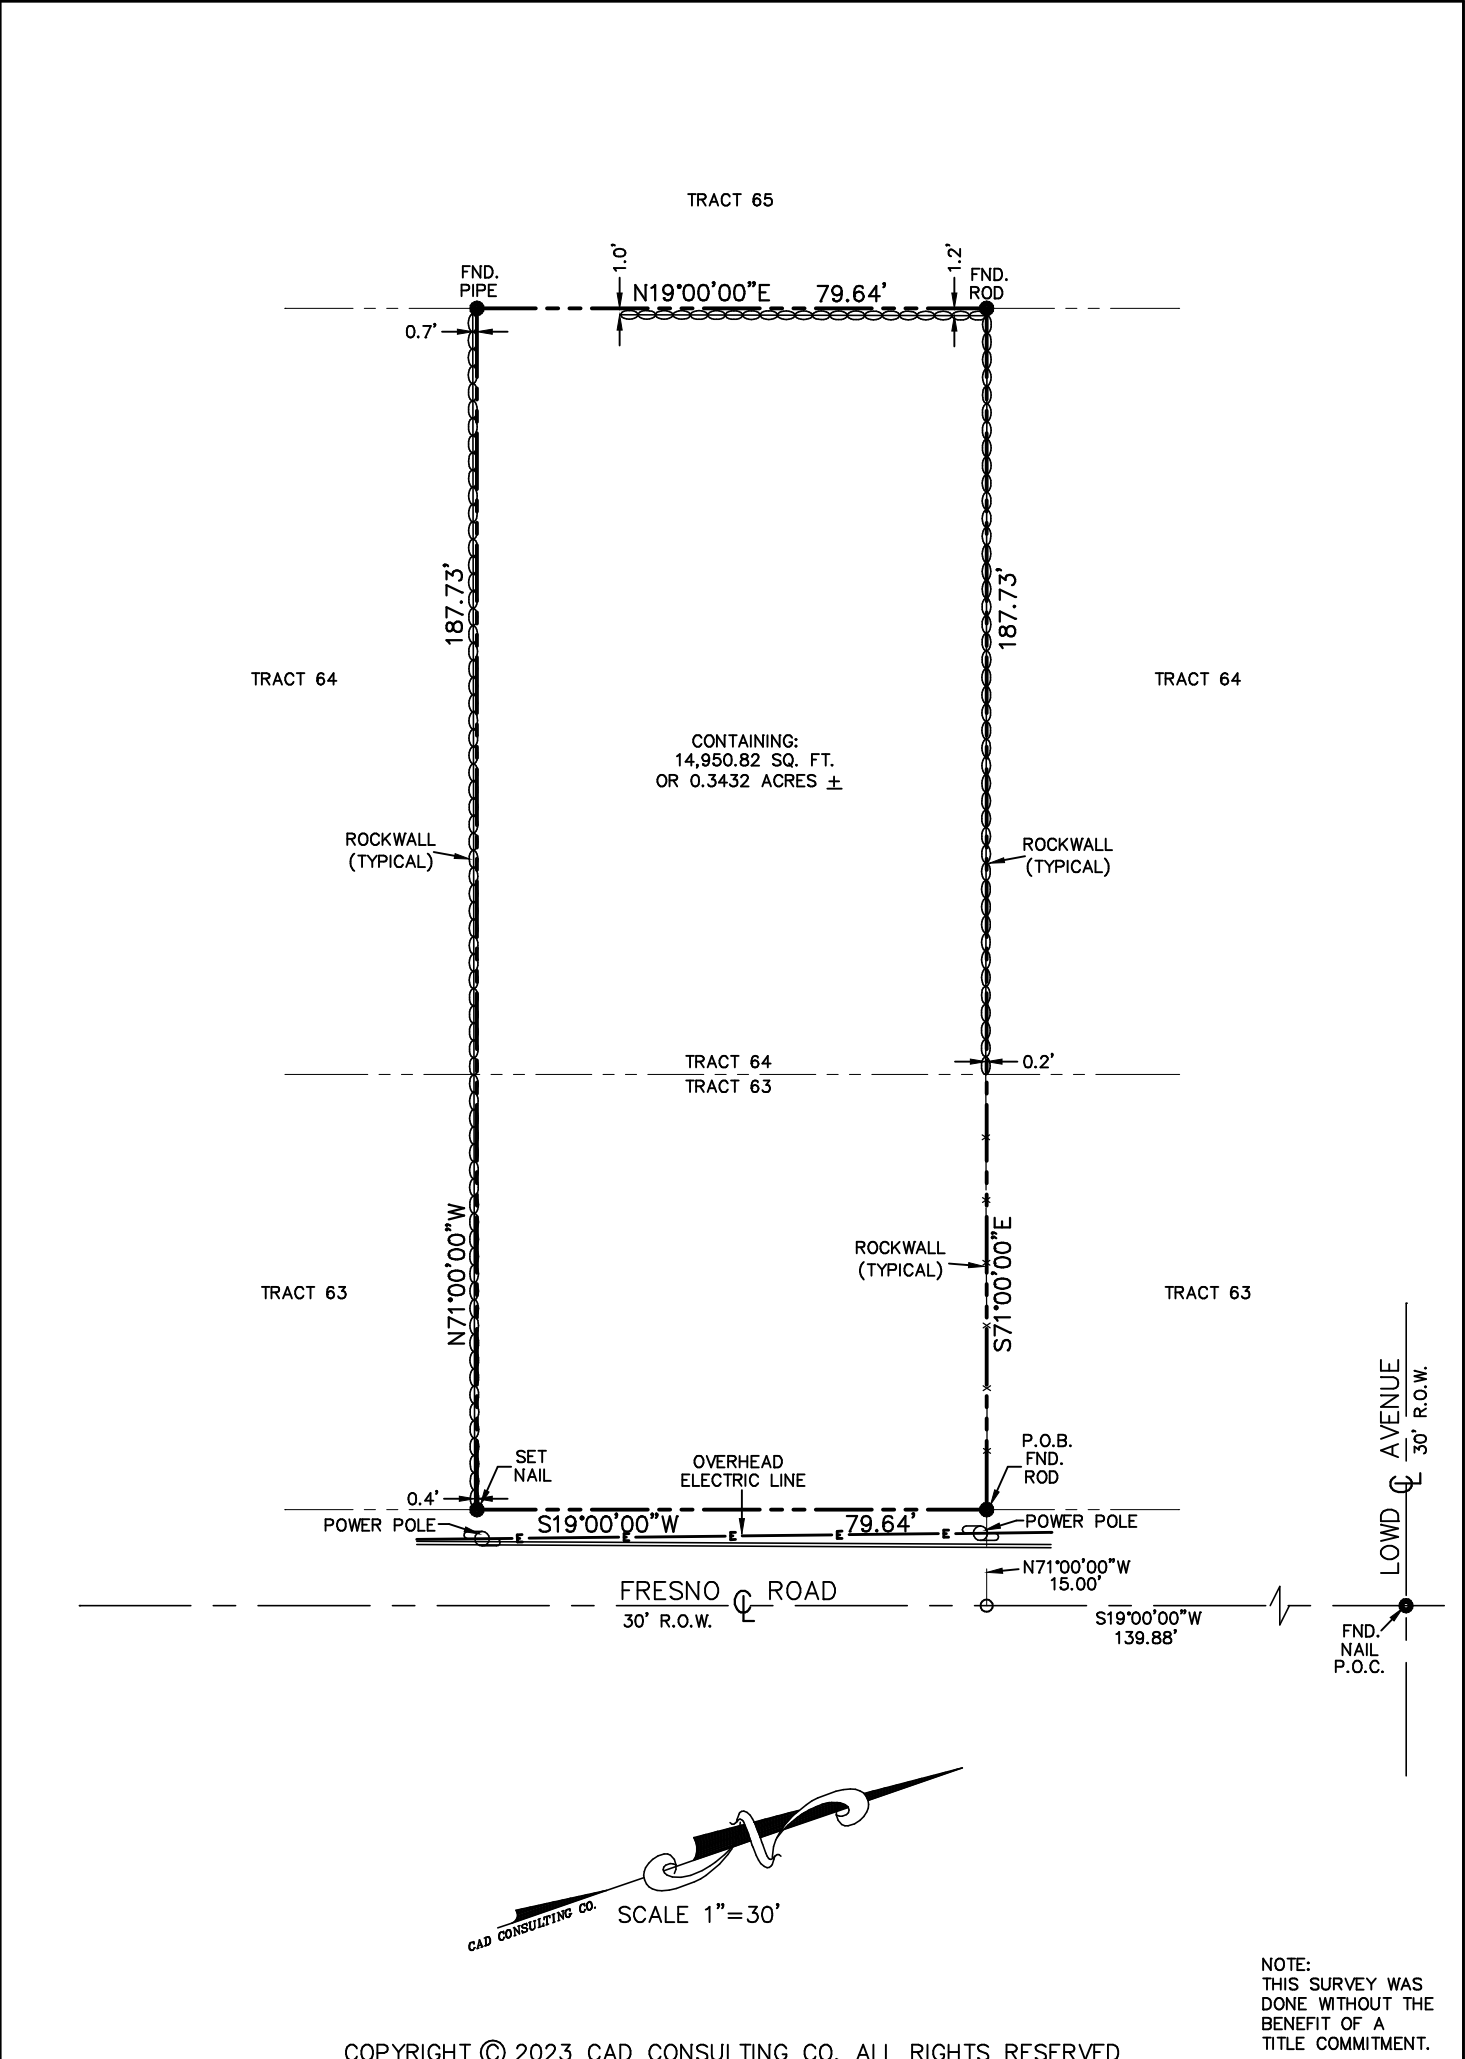 TRACT 65
FND.
PIPE
1.0'
N19°00'00"E 79.64'
1.2'
FND.
ROD
0.7'
187.73'
187.73'
TRACT 64
TRACT 64
CONTAINING:
14,950.82 SQ. FT.
OR 0.3432 ACRES ±
ROCKWALL
(TYPICAL)
ROCKWALL
(TYPICAL)
TRACT 64
0.2'
TRACT 63
N71°00'00"W
ROCKWALL
(TYPICAL)
S71°00'00"E
TRACT 63
TRACT 63
LOWD ℄ AVENUE
30' R.O.W.
SET
NAIL
OVERHEAD
ELECTRIC LINE
P.O.B.
FND.
ROD
0.4'
POWER POLE
S19°00'00"W 79.64'
POWER POLE
E E E E E
N71°00'00"W
15.00'
FRESNO ℄ ROAD
30' R.O.W.
S19°00'00"W
139.88'
FND.
NAIL
P.O.C.
N
CAD CONSULTING CO.
SCALE 1"=30'
NOTE:
THIS SURVEY WAS
DONE WITHOUT THE
BENEFIT OF A
TITLE COMMITMENT.
COPYRIGHT © 2023 CAD CONSULTING CO. ALL RIGHTS RESERVED